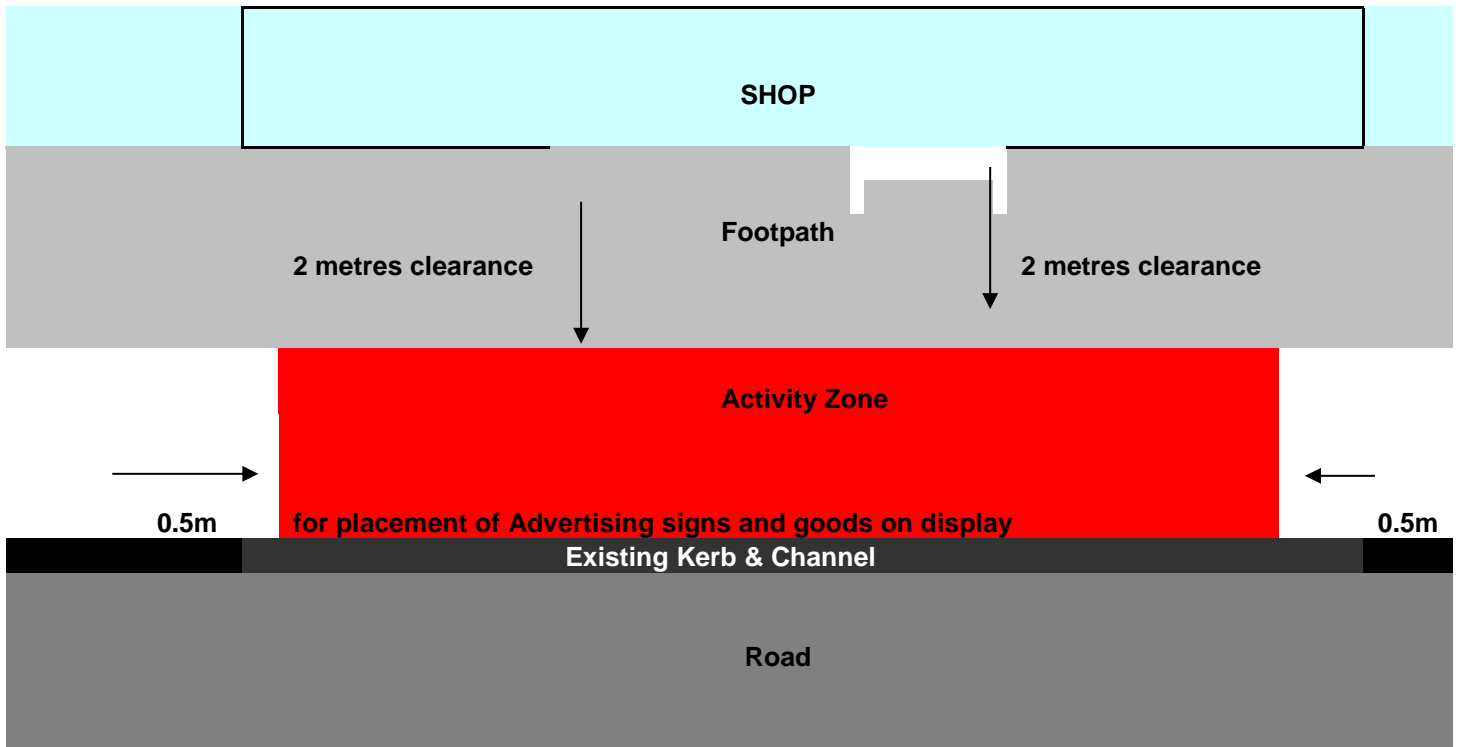 SHOP
Footpath
2 metres clearance
2 metres clearance
Activity Zone
0.5m
for placement of Advertising signs and goods on display
0.5m
Existing Kerb & Channel
Road